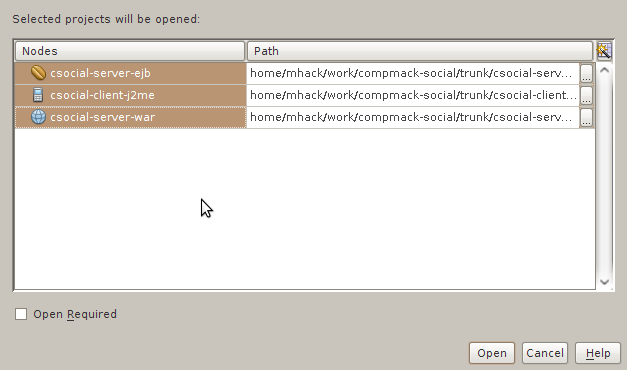 Selected projects will be opened:
Nodes Path
csocial-server-ejb home/mhack/work/compmack-social/trunk/csocial-serv... ...
csocial-client-j2me home/mhack/work/compmack-social/trunk/csocial-client... ...
csocial-server-war home/mhack/work/compmack-social/trunk/csocial-serv... ...
Open Required
Open Cancel Help